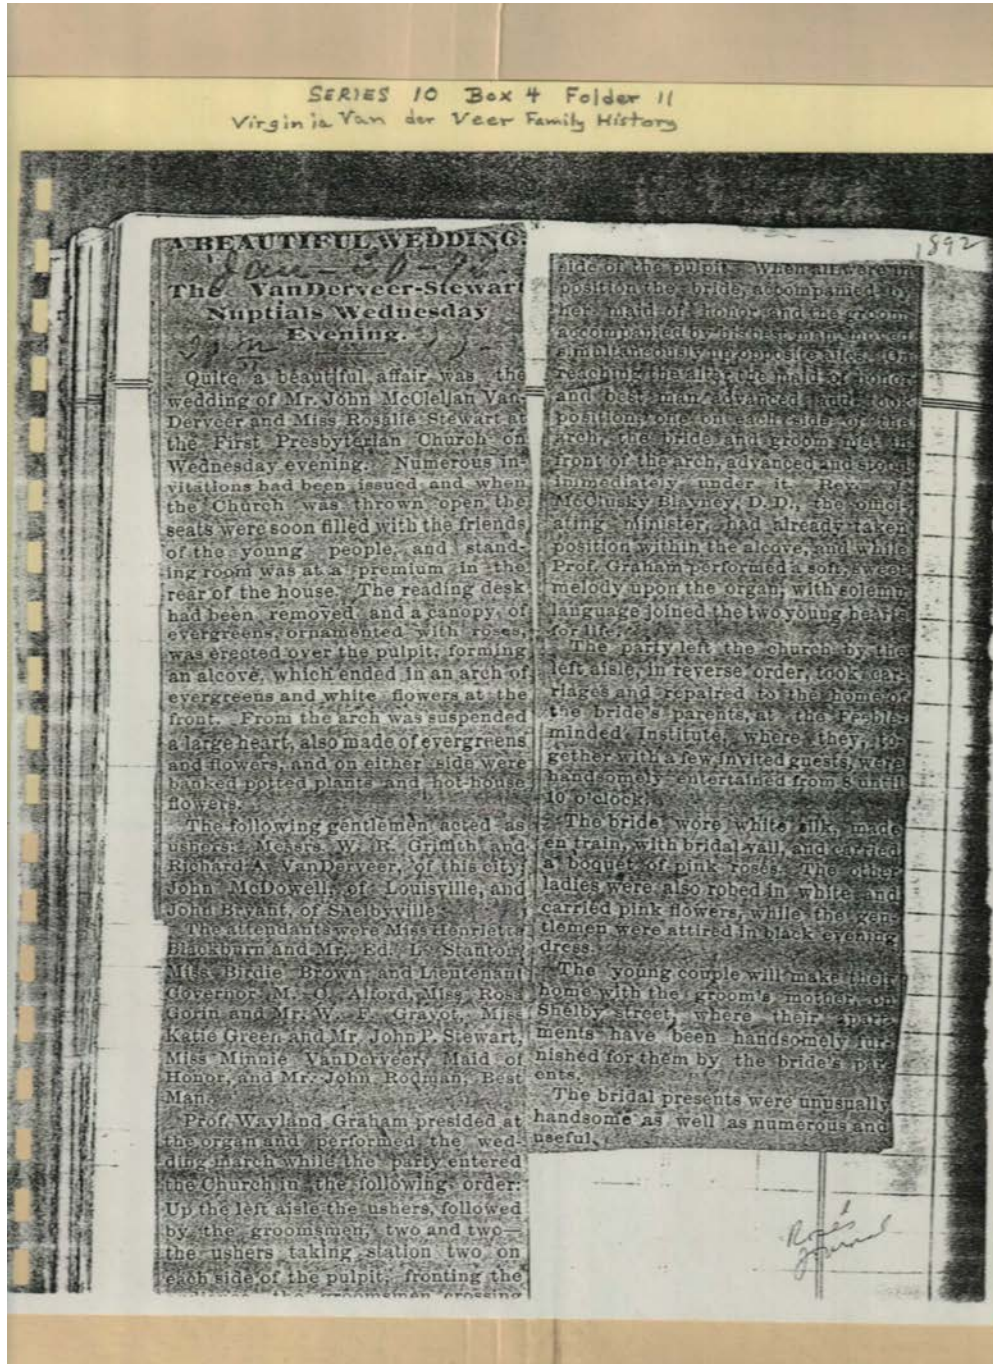 SERIES 10 Box 4 Folder 11
Virginia Van der Veer Family History
1892
A BEAUTIFUL WEDDING.
Jan - 20 - 92
The VanDerveer-Stewart
Nuptials Wednesday
Evening.
Quite a beautiful affair was the
wedding of Mr. John McClellan Van-
Derveer and Miss Rosalie Stewart at
the First Presbyterian Church on
Wednesday evening. Numerous in-
vitations had been issued and when
the Church was thrown open the
seats were soon filled with the friends
of the young people, and stand-
ing room was at a premium in the
rear of the house. The reading desk
had been removed and a canopy of
evergreens, ornamented with roses,
was erected over the pulpit, forming
an alcove, which ended in an arch of
evergreens and white flowers at the
front. From the arch was suspended
a large heart, also made of evergreens
and flowers, and on either side were
banked potted plants and hot-house
flowers.
The following gentlemen acted as
ushers: Messrs. W. R. Griffith and
Richard A. VanDerveer, of this city,
John McDowell, of Louisville, and
John Bryant, of Shelbyville.
The attendants were Miss Henrietta
Blackburn and Mr. Ed. L. Stanton,
Miss Birdie Brown and Lieutenant
Governor M. C. Alford, Miss Rosa
Gorin and Mr. W. F. Grayot, Miss
Katie Green and Mr. John P. Stewart,
Miss Minnie VanDerveer, Maid of
Honor, and Mr. John Rodman, Best
Man.
Prof. Wayland Graham presided at
the organ and performed the wed-
ding march while the party entered
the Church in the following order:
Up the left aisle the ushers, followed
by the groomsmen, two and two—
the ushers taking station two on
each side of the pulpit, fronting the
audience, the groomsmen crossing
side of the pulpit. When all were in
position the bride, accompanied by
her maid of honor, and the groom
accompanied by his best man, moved
simultaneously up opposite aisles. On
reaching the alter the maid of honor
and best man advanced and took
position, one on each side of the
arch, the bride and groom met in
front of the arch, advanced and stood
immediately under it. Rev.
McClusky Blayney, D.D., the offici-
ating minister, had already taken
position within the alcove, and while
Prof. Graham performed a soft, sweet
melody upon the organ, with solemn
language joined the two young hearts
for life.
The party left the church by the
left aisle, in reverse order, took car-
riages and repaired to the home of
the bride's parents, at the Feeble
minded Institute, where they, to-
gether with a few invited guests, were
handsomely entertained from 8 until
10 o'clock.
The bride wore white silk, made
en train, with bridal vail, and carried
a boquet of pink roses. The other
ladies were also robed in white and
carried pink flowers, while the gen-
tlemen were attired in black evening
dress.
The young couple will make their
home with the groom's mother, on
Shelby street, where their apart-
ments have been handsomely fur-
nished for them by the bride's par-
ents.
The bridal presents were unusually
handsome as well as numerous and
useful.
Rose's
Journal